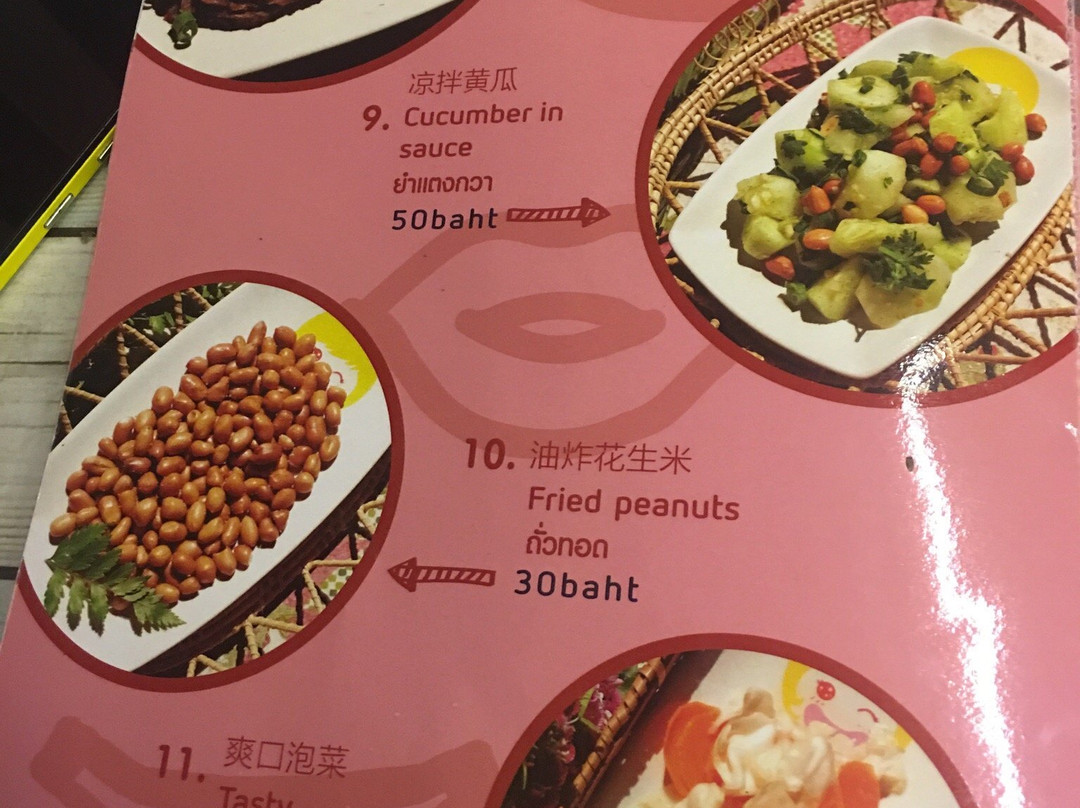 凉拌黄瓜
9. Cucumber in
sauce
ยำแตงกวา
50baht
10. 油炸花生米
Fried peanuts
ถั่วทอด
30baht
11. 爽口泡菜
Tasty